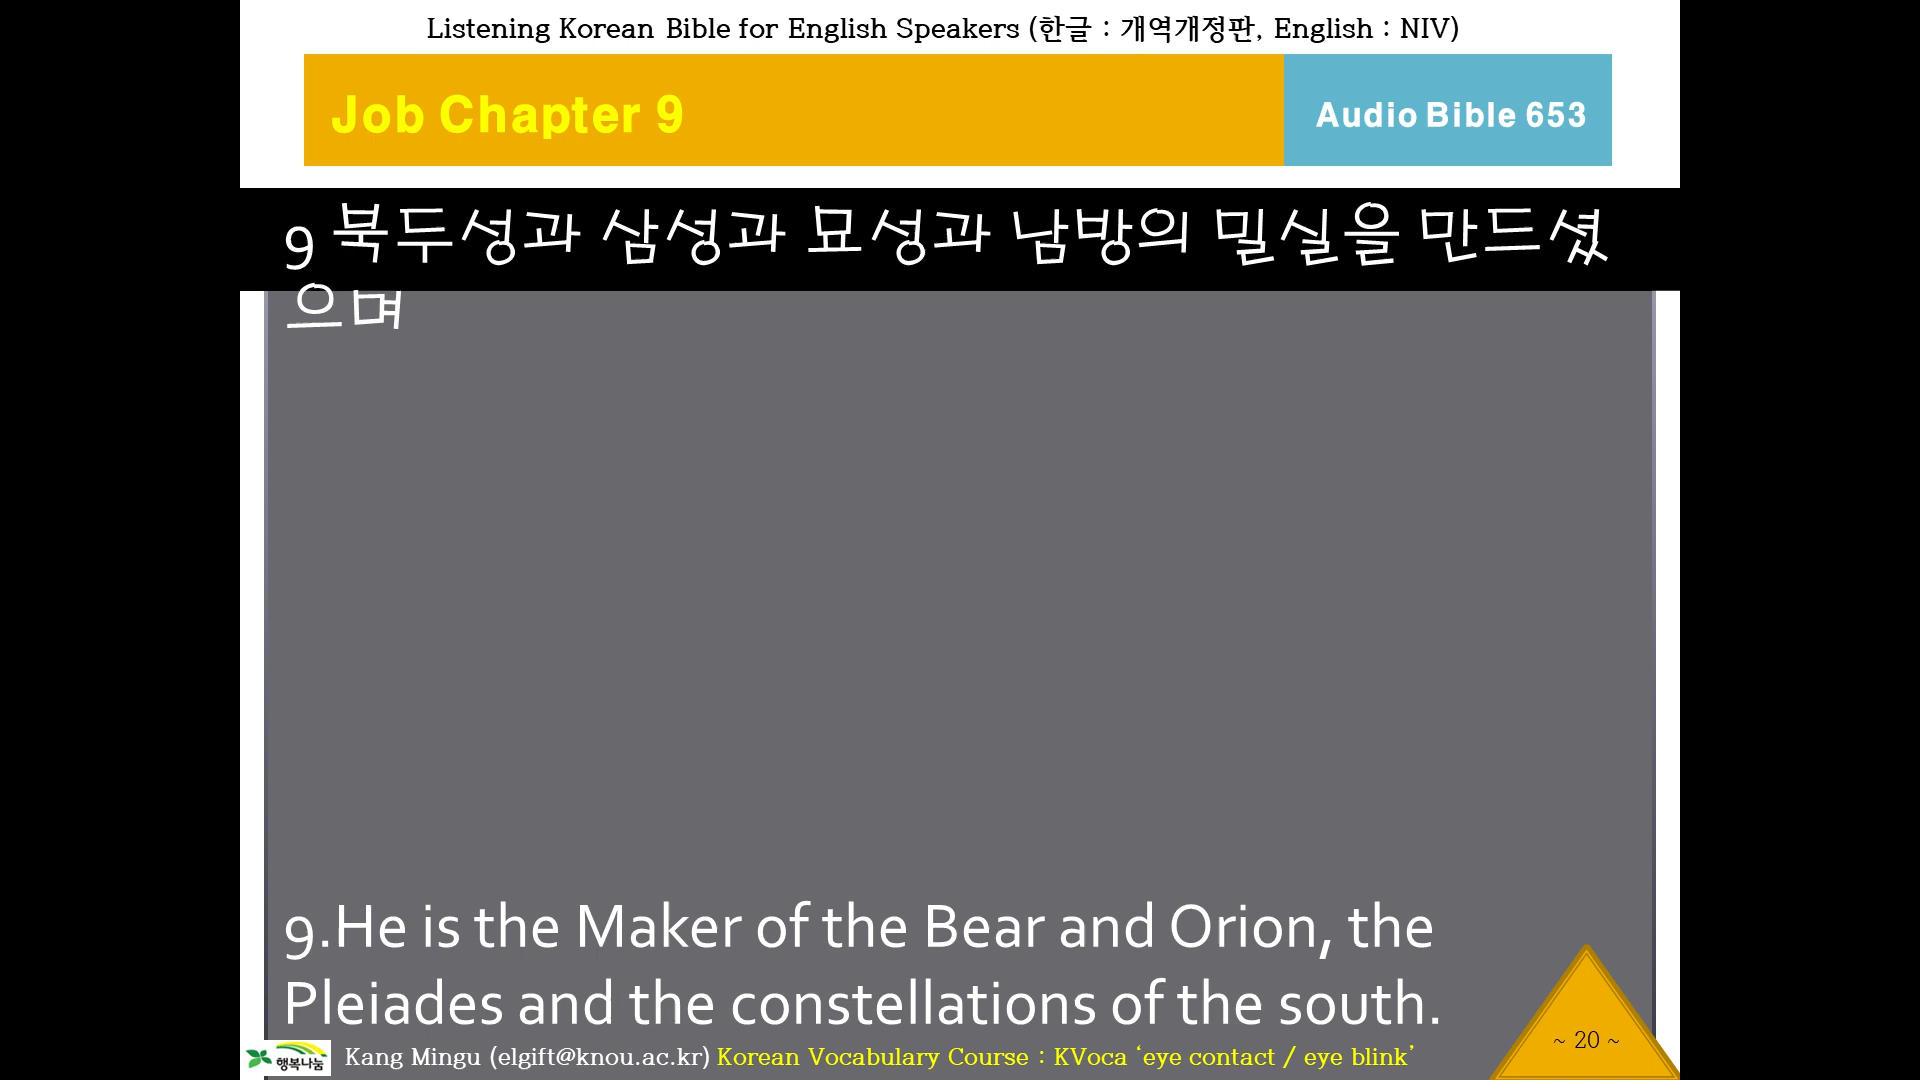 Listening Korean Bible for English Speakers (한글 : 개역개정판, English : NIV)
Job Chapter 9
Audio Bible 653
9 북두성과 삼성과 묘성과 남방의 밀실을 만드셨
으며
9.He is the Maker of the Bear and Orion, the
Pleiades and the constellations of the south.
~ 20 ~
행복나눔
Kang Mingu (elgift@knou.ac.kr) Korean Vocabulary Course : KVoca ‘eye contact / eye blink’